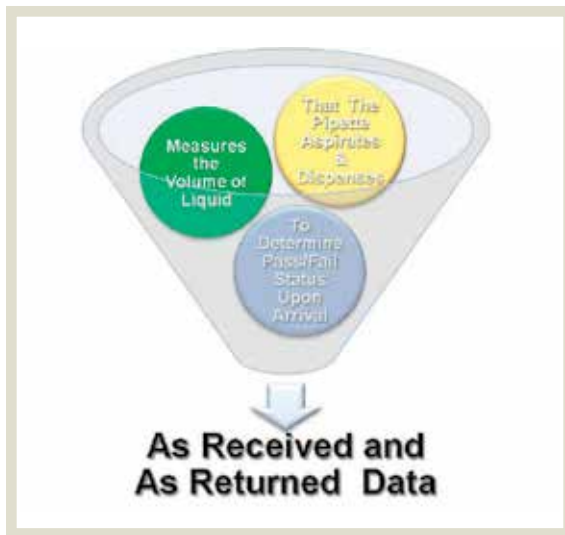 Measures
the
Volume of
Liquid
That The
Pipette
Aspirates
&
Dispenses
To
Determine
Pass/Fail
Status
Upon
Arrival
As Received and
As Returned Data